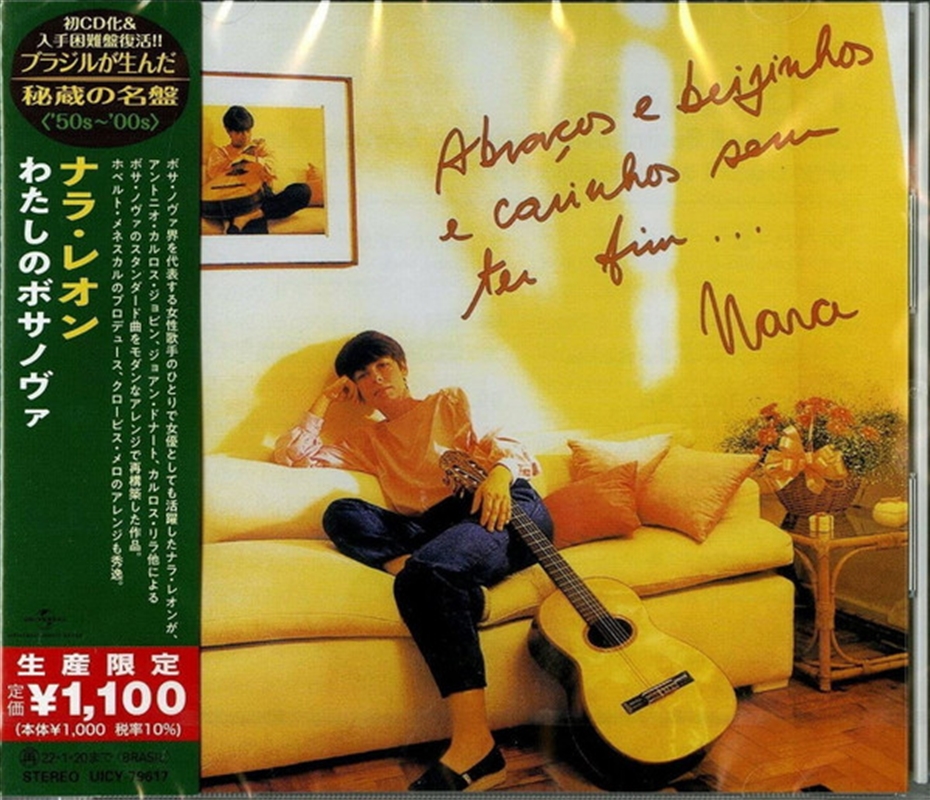 初CD化&
入手困難盤復活!!
ブラジルが生んだ
秘蔵の名盤
〈'50s～'00s〉
ナラ・レオン
わたしのボサノヴァ
ボサ・ノヴァ界を代表する女性歌手のひとりで女優としても活躍したナラ・レオンが、
アントニオ・カルロス・ジョビン、ジョアン・ドナート、カルロス・リラ他による
ボサ・ノヴァのスタンダード曲をモダンなアレンジで再構築した作品。
ホベルト・メネスカルのプロデュース、クロービス・メロのアレンジも秀逸。
UNIVERSAL
生産限定
定価¥1,100
(本体¥1,000 税率10%)
再22・1・20まで (BRASIL)
STEREO UICY-79617
Abraços e beijinhos
e carinhos sem
ter fim...
Nara